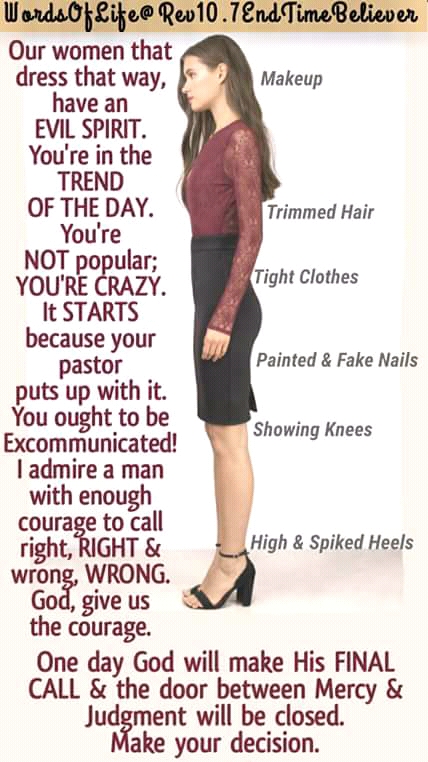 WordsOfLife@Rev10.7EndTimeBeliever
Our women that
dress that way,
have an
EVIL SPIRIT.
You're in the
TREND
OF THE DAY.
You're
NOT popular;
YOU'RE CRAZY.
It STARTS
because your
pastor
puts up with it.
You ought to be
Excommunicated!
I admire a man
with enough
courage to call
right, RIGHT &
wrong, WRONG.
God, give us
the courage.
Makeup
Trimmed Hair
Tight Clothes
Painted & Fake Nails
Showing Knees
High & Spiked Heels
One day God will make His FINAL
CALL & the door between Mercy &
Judgment will be closed.
Make your decision.